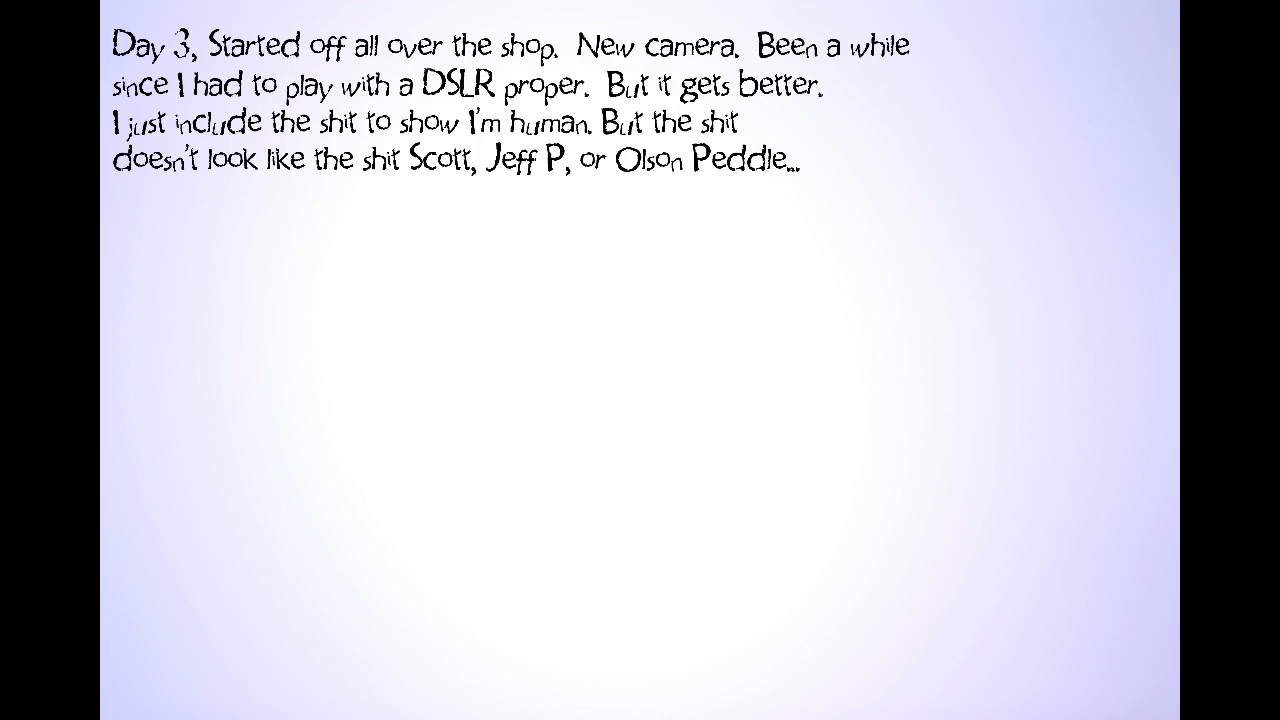 Day 3, Started off all over the shop.  New camera.  Been a while
since I had to play with a DSLR proper.  But it gets better.
I just include the shit to show I'm human. But the shit
doesn't look like the shit Scott, Jeff P, or Olson Peddle...